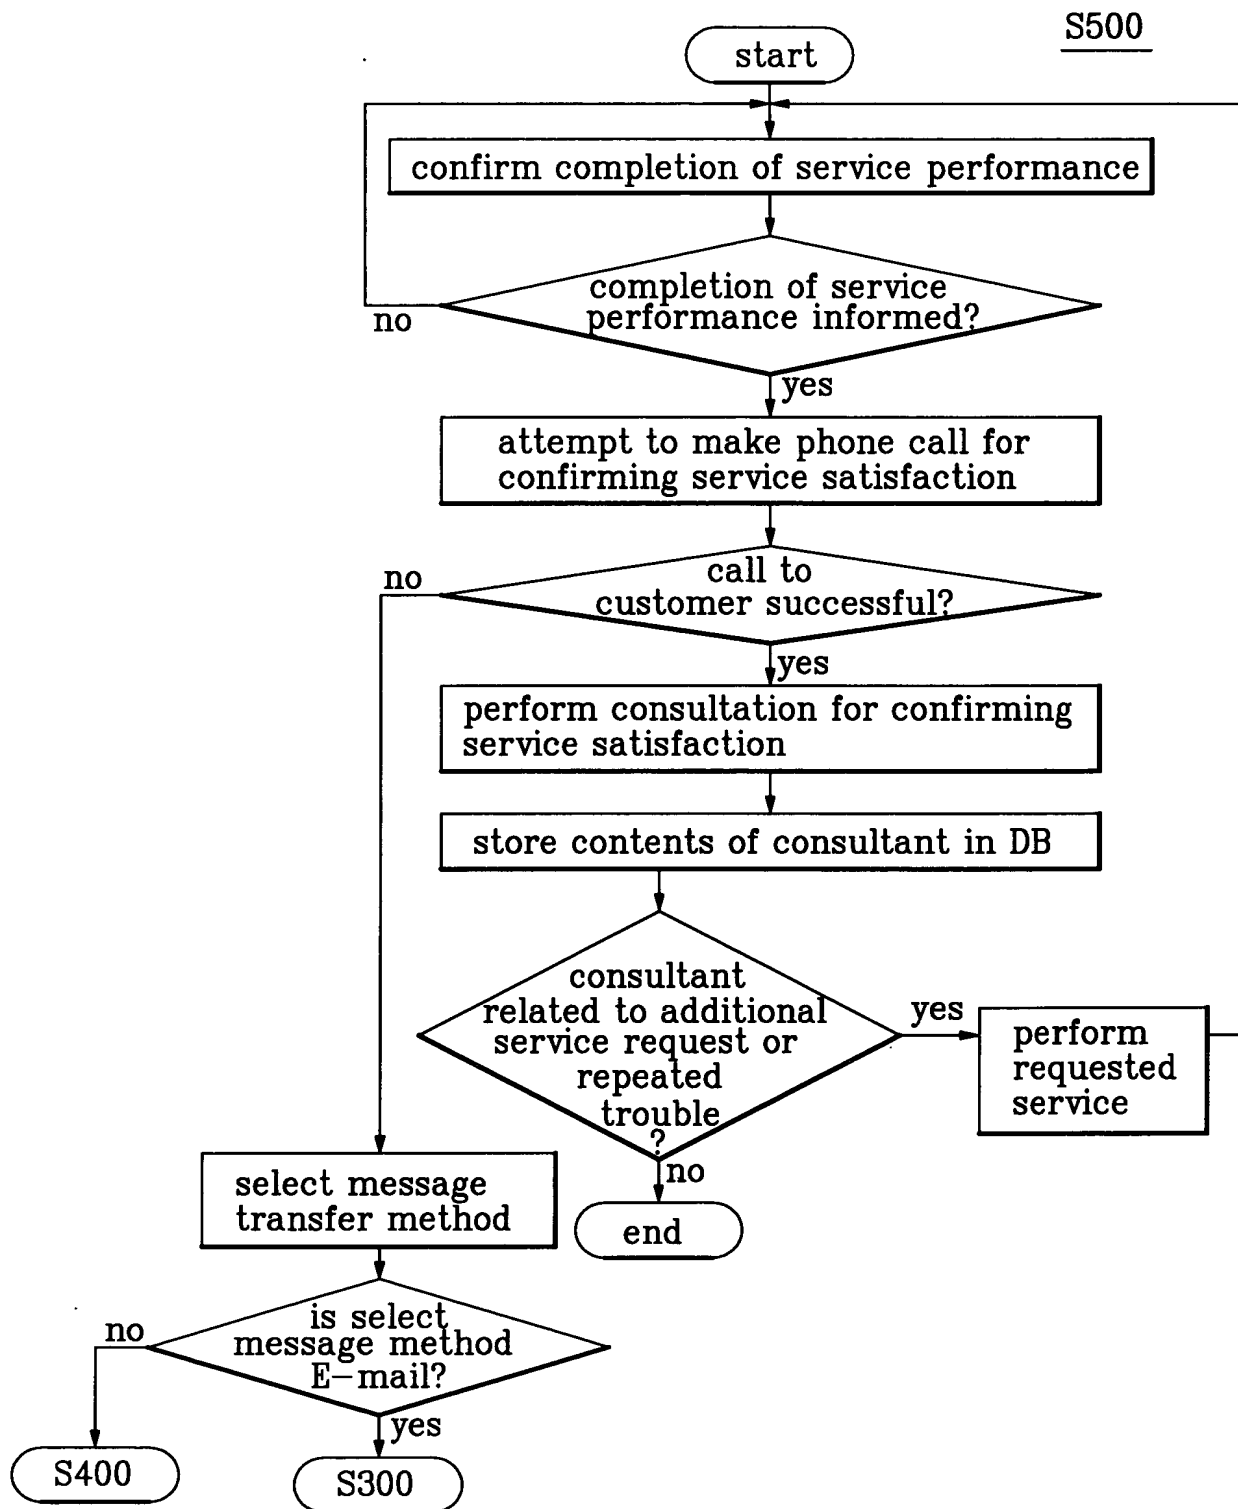 S500
start
confirm completion of service performance
completion of service
performance informed?
no
yes
attempt to make phone call for
confirming service satisfaction
call to
customer successful?
no
yes
perform consultation for confirming
service satisfaction
store contents of consultant in DB
consultant
related to additional
service request or
repeated
trouble
?
yes
perform
requested
service
no
end
select message
transfer method
is select
message method
E-mail?
no
yes
S400
S300